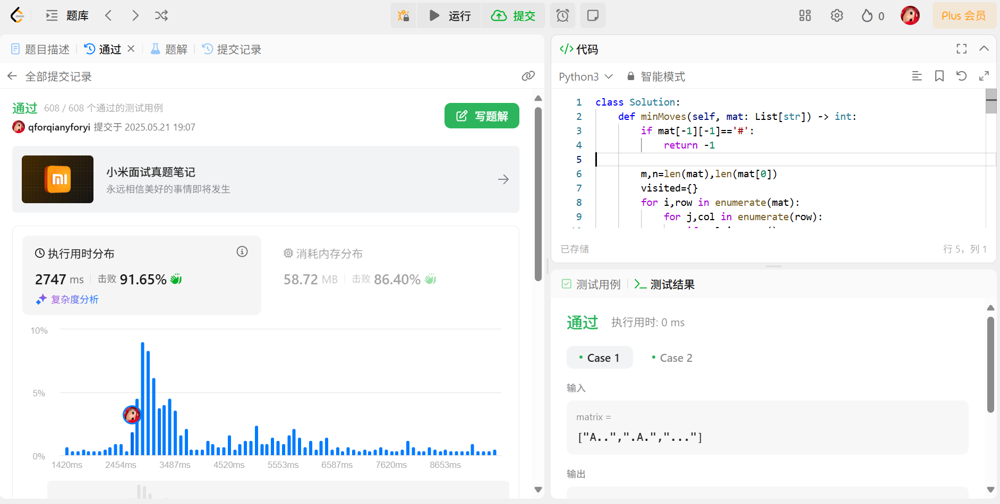 题库
运行
提交
0
Plus 会员
题目描述
通过
题解
提交记录
全部提交记录
通过 608 / 608 个通过的测试用例
qforqianyforyi 提交于 2025.05.21 19:07
写题解
mi
小米面试真题笔记
永远相信美好的事情即将发生
执行用时分布
2747 ms 击败 91.65%
复杂度分析
消耗内存分布
58.72 MB 击败 86.40%
10%
5%
0%
1420ms 2454ms 3487ms 4520ms 5553ms 6587ms 7620ms 8653ms
</>代码
Python3 智能模式
1 class Solution:
2 def minMoves(self, mat: List[str]) -> int:
3 if mat[-1][-1]=='#':
4 return -1
5
6 m,n=len(mat),len(mat[0])
7 visited={}
8 for i,row in enumerate(mat):
9 for j,col in enumerate(row):
已存储
行 5，列 1
测试用例
测试结果
通过 执行用时: 0 ms
Case 1
Case 2
输入
matrix =
["A..",".A.","..."]
输出